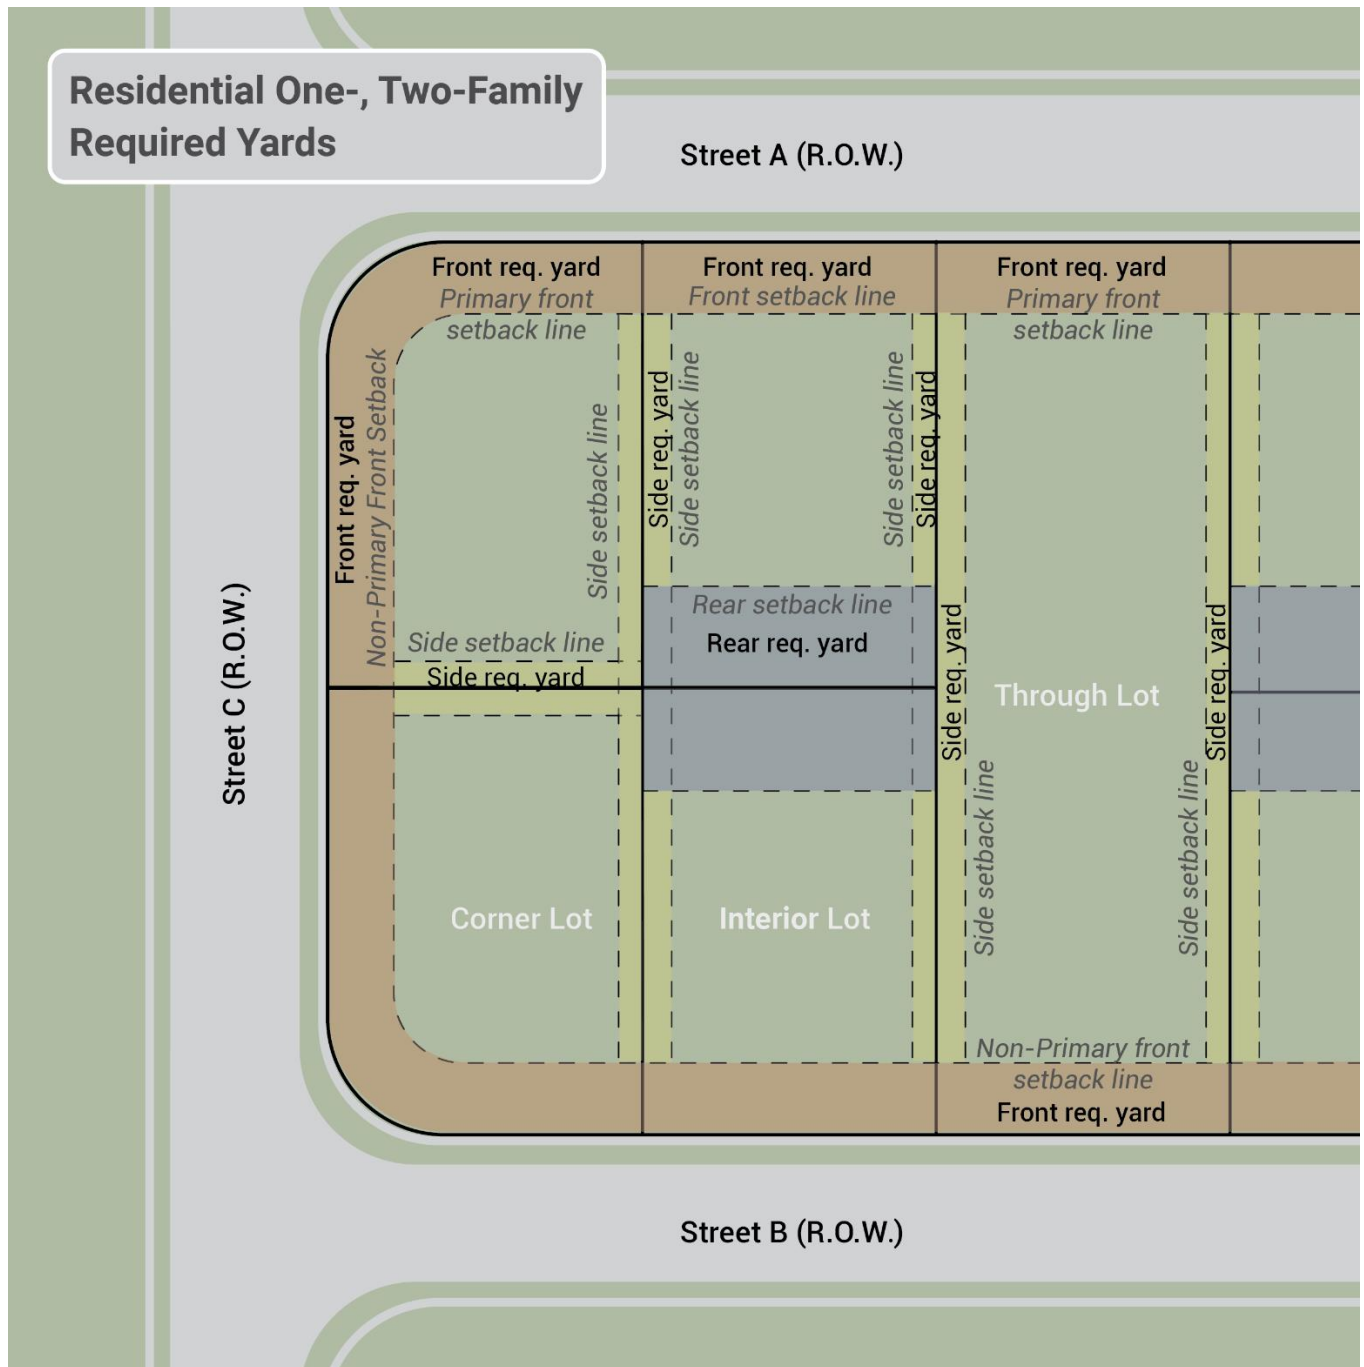 Residential One-, Two-Family
Required Yards
Street A (R.O.W.)
Front req. yard
Primary front
setback line
Front req. yard
Front setback line
Front req. yard
Primary front
setback line
Front req. yard
Non-Primary Front Setback
Side setback line
Side req. yard
Side setback line
Side setback line
Side req. yard
Side setback line
Side req. yard
Rear setback line
Rear req. yard
Side req. yard
Through Lot
Side req. yard
Street C (R.O.W.)
Corner Lot
Interior Lot
Side setback line
Side setback line
Non-Primary front
setback line
Front req. yard
Street B (R.O.W.)